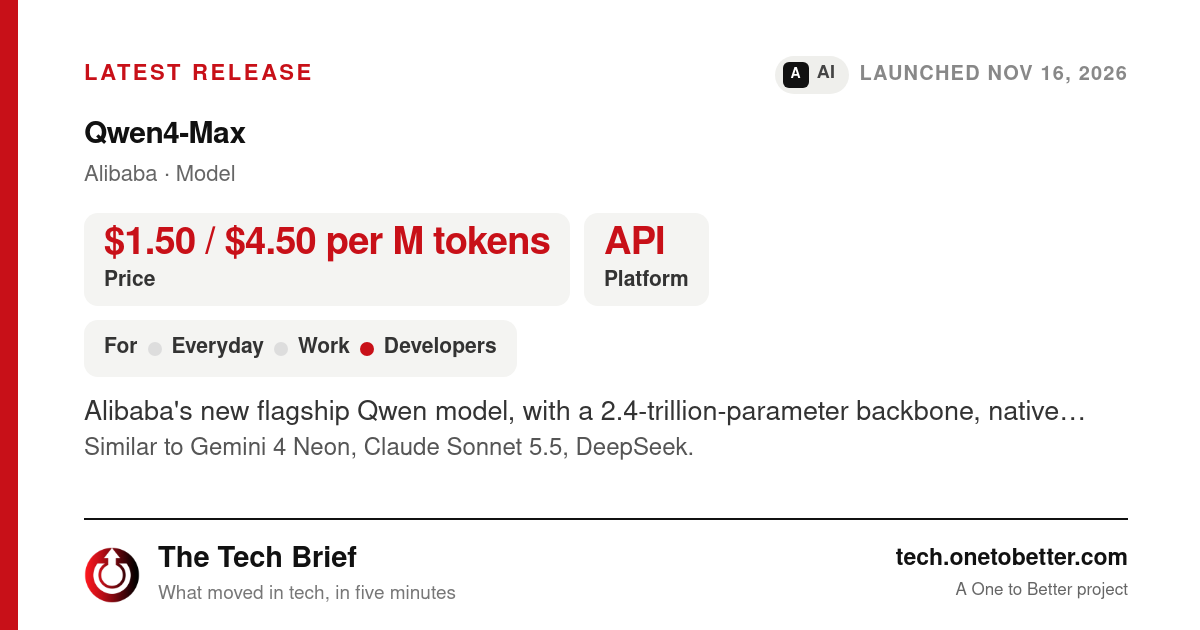 LATEST RELEASE
A AI LAUNCHED NOV 16, 2026
Qwen4-Max
Alibaba · Model
$1.50 / $4.50 per M tokens
Price
API
Platform
For Everyday Work Developers
Alibaba's new flagship Qwen model, with a 2.4-trillion-parameter backbone, native…
Similar to Gemini 4 Neon, Claude Sonnet 5.5, DeepSeek.
The Tech Brief
What moved in tech, in five minutes
tech.onetobetter.com
A One to Better project